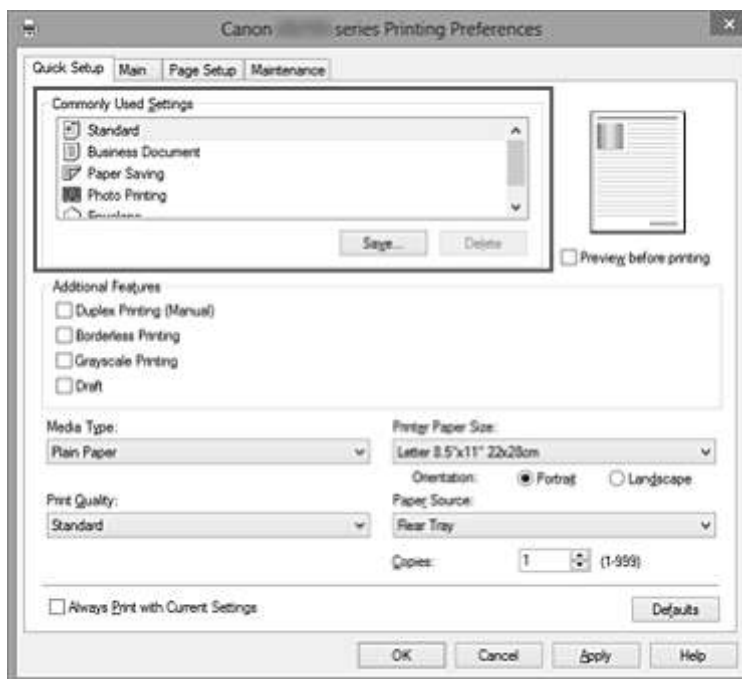 Canon series Printing Preferences
Quick Setup Main Page Setup Maintenance
Commonly Used Settings
Standard
Business Document
Paper Saving
Photo Printing
Envelope
Save... Delete
Preview before printing
Additional Features
Duplex Printing (Manual)
Borderless Printing
Grayscale Printing
Draft
Media Type: Printer Paper Size:
Plain Paper Letter 8.5"x11" 22x28cm
Orientation: Portrait Landscape
Print Quality: Paper Source:
Standard Rear Tray
Copies: 1 (1-999)
Always Print with Current Settings Defaults
OK Cancel Apply Help